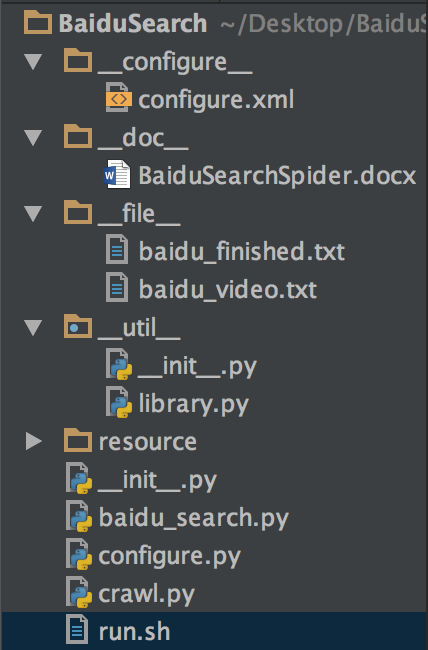 BaiduSearch ~/Desktop/BaiduS
__configure__
configure.xml
__doc__
BaiduSearchSpider.docx
__file__
baidu_finished.txt
baidu_video.txt
__util__
__init__.py
library.py
resource
__init__.py
baidu_search.py
configure.py
crawl.py
run.sh